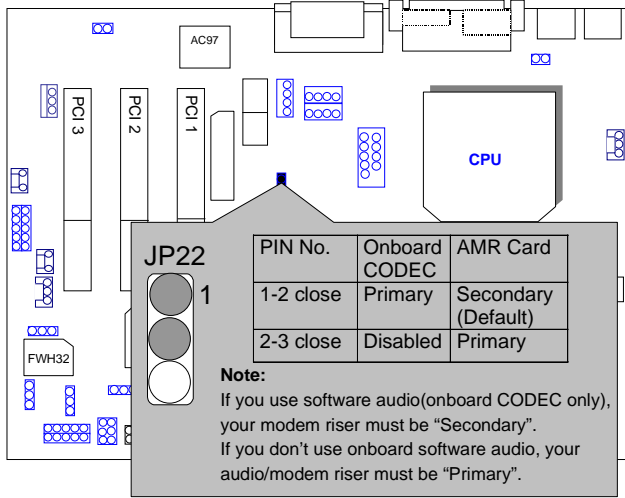 AC97
PCI 3
PCI 2
PCI 1
CPU
FWH32
JP22
1
PIN No. Onboard CODEC AMR Card
1-2 close Primary Secondary (Default)
2-3 close Disabled Primary
Note:
If you use software audio(onboard CODEC only),
your modem riser must be “Secondary”.
If you don’t use onboard software audio, your
audio/modem riser must be “Primary”.